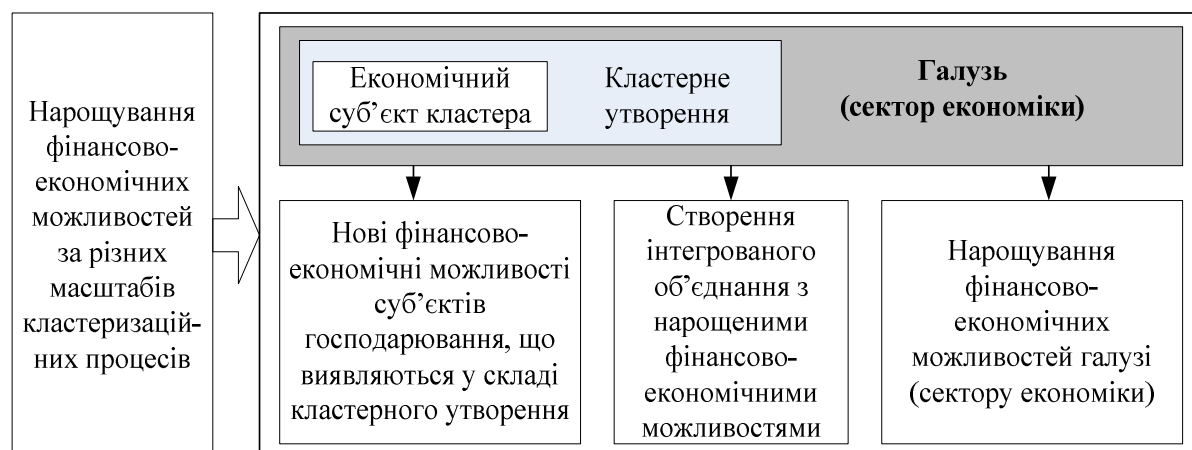 Нарощування
фінансово-
економічних
можливостей
за різних
масштабів
кластеризацій-
них процесів
Економічний
суб’єкт кластера
Кластерне
утворення
Галузь
(сектор економіки)
Нові фінансово-
економічні можливості
суб’єктів
господарювання, що
виявляються у складі
кластерного утворення
Створення
інтегрованого
об’єднання з
нарощеними
фінансово-
економічними
можливостями
Нарощування
фінансово-
економічних
можливостей галузі
(сектору економіки)